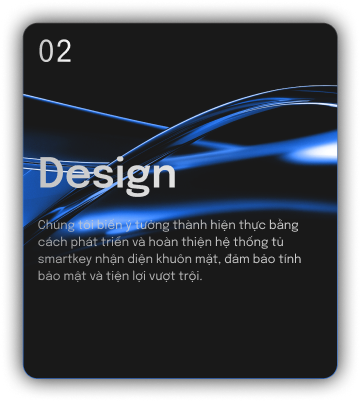 02
Design
Chúng tôi biến ý tưởng thành hiện thực bằng
cách phát triển và hoàn thiện hệ thống tủ
smartkey nhận diện khuôn mặt, đảm bảo tính
bảo mật và tiện lợi vượt trội.